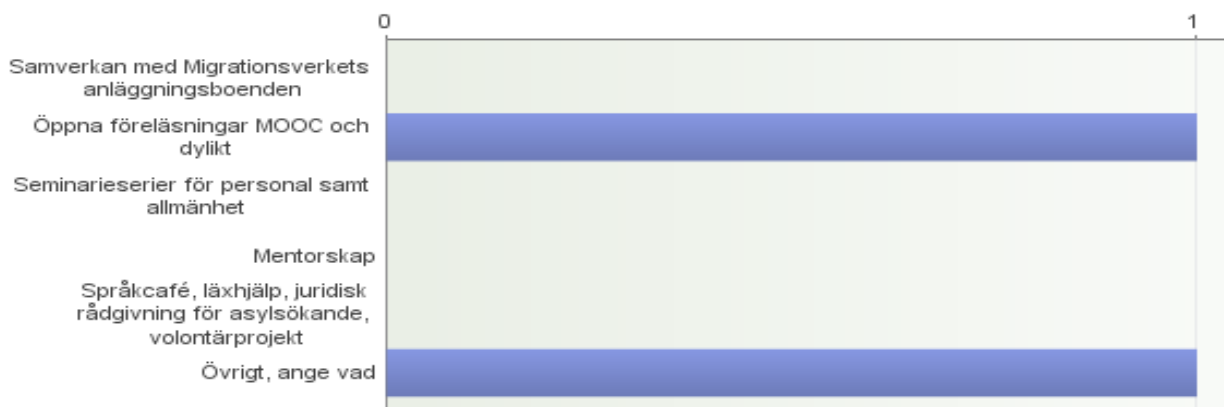 0 1
Samverkan med Migrationsverkets
anläggningsboenden
Öppna föreläsningar MOOC och
dylikt
Seminarieserier för personal samt
allmänhet
Mentorskap
Språkcafé, läxhjälp, juridisk
rådgivning för asylsökande,
volontärprojekt
Övrigt, ange vad